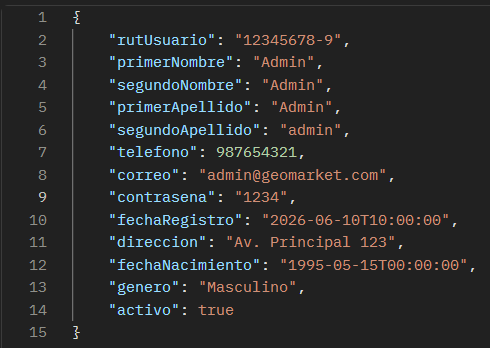 1 {
2 "rutUsuario": "12345678-9",
3 "primerNombre": "Admin",
4 "segundoNombre": "Admin",
5 "primerApellido": "Admin",
6 "segundoApellido": "admin",
7 "telefono": 987654321,
8 "correo": "admin@geomarket.com",
9 "contrasena": "1234",
10 "fechaRegistro": "2026-06-10T10:00:00",
11 "direccion": "Av. Principal 123",
12 "fechaNacimiento": "1995-05-15T00:00:00",
13 "genero": "Masculino",
14 "activo": true
15 }